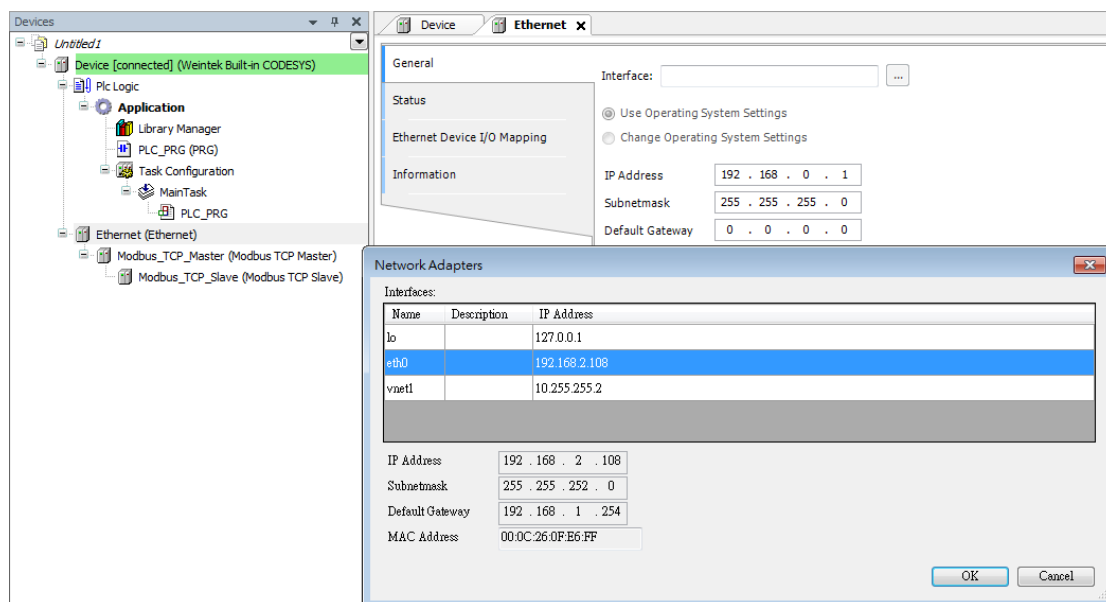 Devices
Untitled1
Device [connected] (Weintek Built-in CODESYS)
Plc Logic
Application
Library Manager
PLC_PRG (PRG)
Task Configuration
MainTask
PLC_PRG
Ethernet (Ethernet)
Modbus_TCP_Master (Modbus TCP Master)
Modbus_TCP_Slave (Modbus TCP Slave)
Device Ethernet
General
Status
Ethernet Device I/O Mapping
Information
Interface: ...
Use Operating System Settings
Change Operating System Settings
IP Address 192 . 168 . 0 . 1
Subnetmask 255 . 255 . 255 . 0
Default Gateway 0 . 0 . 0 . 0
Network Adapters
Interfaces:
Name Description IP Address
lo 127.0.0.1
eth0 192.168.2.108
vnet1 10.255.255.2
IP Address 192 . 168 . 2 . 108
Subnetmask 255 . 255 . 252 . 0
Default Gateway 192 . 168 . 1 . 254
MAC Address 00:0C:26:0F:E6:FF
OK Cancel